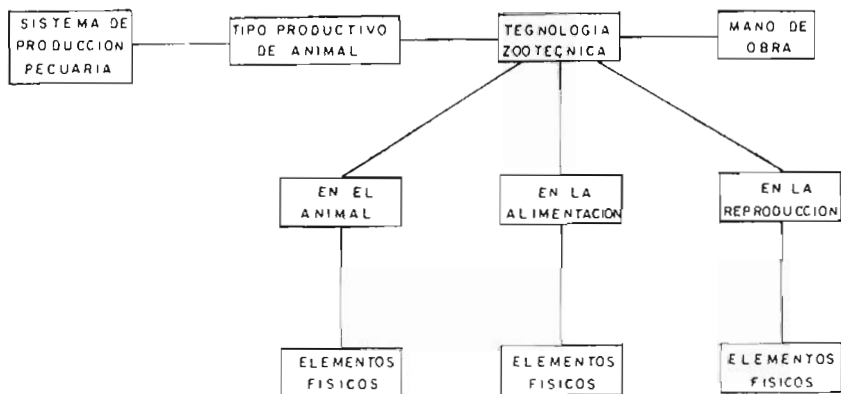 SISTEMA DE
PRODUCCION
PECUARIA
TIPO PRODUCTIVO
DE ANIMAL
TEGNOLOGIA
ZOOTECNICA
MANO DE
OBRA
EN EL
ANIMAL
EN LA
ALIMENTACION
EN LA
REPRODUCCION
ELEMENTOS
FISICOS
ELEMENTOS
FISICOS
ELEMENTOS
FISICOS